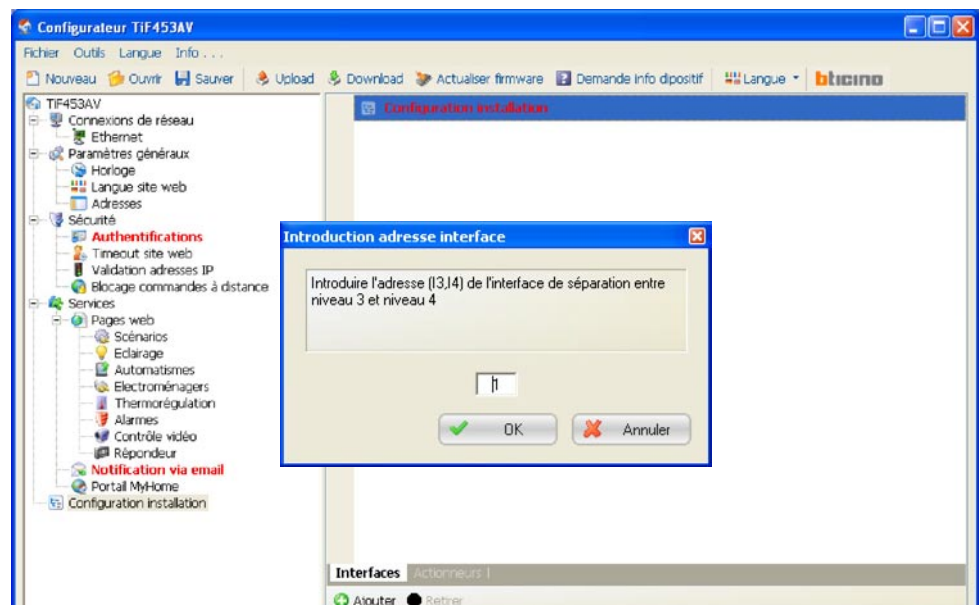 Configurateur TiF453AV
Fichier Outils Langue Info . . .
Nouveau Ouvrir Sauver Upload Download Actualiser firmware Demande info dipositif Langue bticino
TiF453AV
Connexions de réseau
Ethernet
Paramètres généraux
Horloge
Langue site web
Adresses
Sécurité
Authentifications
Timeout site web
Validation adresses IP
Blocage commandes à distance
Services
Pages web
Scénarios
Eclairage
Automatismes
Electroménagers
Thermorégulation
Alarmes
Contrôle vidéo
Répondeur
Notification via email
Portail MyHome
Configuration installation
Configuration installation
Introduction adresse interface
Introduire l'adresse (I3,I4) de l'interface de séparation entre
niveau 3 et niveau 4
1
OK Annuler
Interfaces Actionneurs 1
Ajouter Retirer